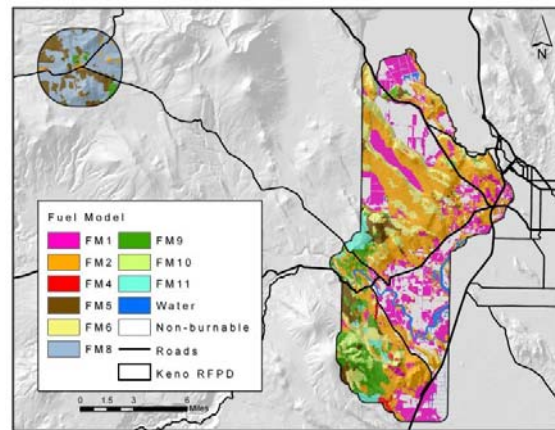 N
Fuel Model
FM1
FM9
FM2
FM10
FM4
FM11
FM5
Water
FM6
Non-burnable
FM8
Roads
Keno RFPD
0 1.5 3 6
Miles